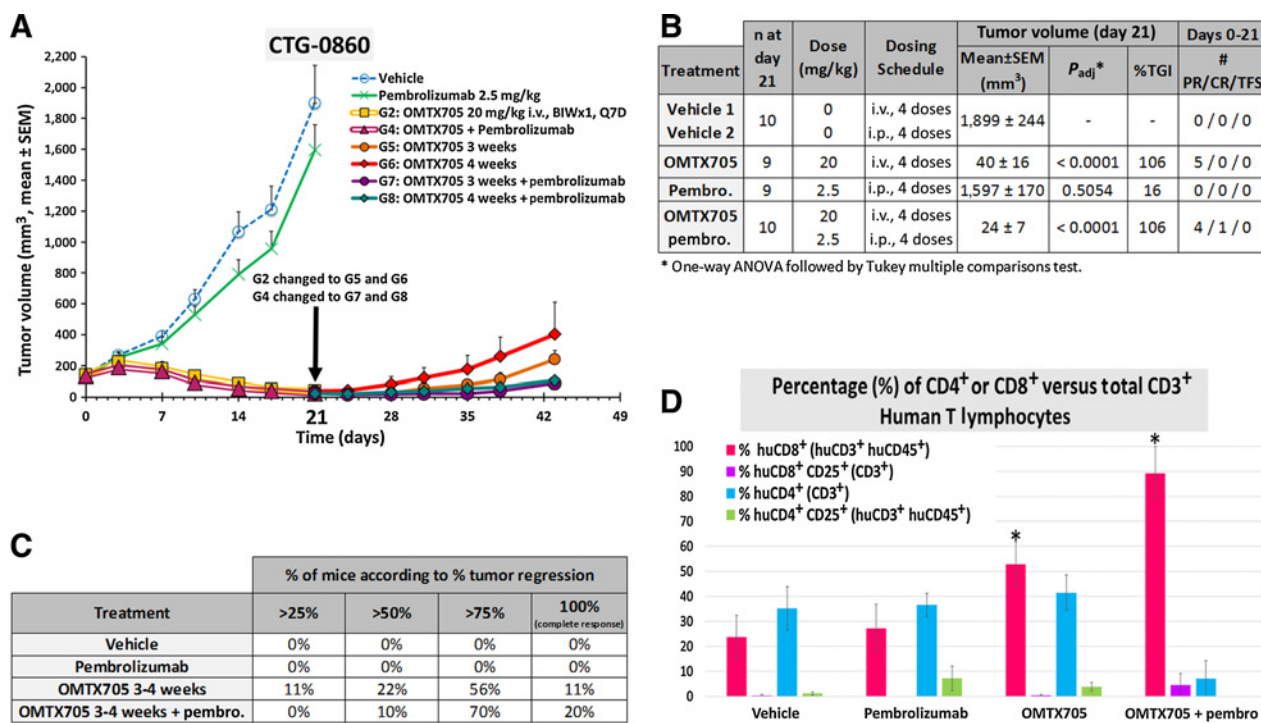 A
CTG-0860
2,200
2,000
1,800
1,600
1,400
1,200
1,000
800
600
400
200
0
Tumor volume (mm³, mean ± SEM)
Vehicle
Pembrolizumab 2.5 mg/kg
G2: OMTX705 20 mg/kg i.v., BIWx1, Q7D
G4: OMTX705 + Pembrolizumab
G5: OMTX705 3 weeks
G6: OMTX705 4 weeks
G7: OMTX705 3 weeks + pembrolizumab
G8: OMTX705 4 weeks + pembrolizumab
G2 changed to G5 and G6
G4 changed to G7 and G8
0 7 14 21 28 35 42 49
Time (days)
B
Treatment n at day 21 Dose (mg/kg) Dosing Schedule Tumor volume (day 21) Days 0-21
Mean±SEM (mm³) Padj* %TGI # PR/CR/TFS
Vehicle 1 0 i.v., 4 doses
10 1,899 ± 244 - - 0/0/0
Vehicle 2 0 i.p., 4 doses
OMTX705 9 20 i.v., 4 doses 40 ± 16 < 0.0001 106 5/0/0
Pembro. 9 2.5 i.p., 4 doses 1,597 ± 170 0.5054 16 0/0/0
OMTX705 20 i.v., 4 doses
10 24 ± 7 < 0.0001 106 4/1/0
pembro. 2.5 i.p., 4 doses
* One-way ANOVA followed by Tukey multiple comparisons test.
C
% of mice according to % tumor regression
Treatment >25% >50% >75% 100%
(complete response)
Vehicle 0% 0% 0% 0%
Pembrolizumab 0% 0% 0% 0%
OMTX705 3-4 weeks 11% 22% 56% 11%
OMTX705 3-4 weeks + pembro. 0% 10% 70% 20%
D
Percentage (%) of CD4⁺ or CD8⁺ versus total CD3⁺
Human T lymphocytes
100
90
80
70
60
50
40
30
20
10
0
% huCD8⁺ (huCD3⁺ huCD45⁺)
% huCD8⁺ CD25⁺ (CD3⁺)
% huCD4⁺ (CD3⁺)
% huCD4⁺ CD25⁺ (huCD3⁺ huCD45⁺)
*
*
Vehicle Pembrolizumab OMTX705 OMTX705 + pembro